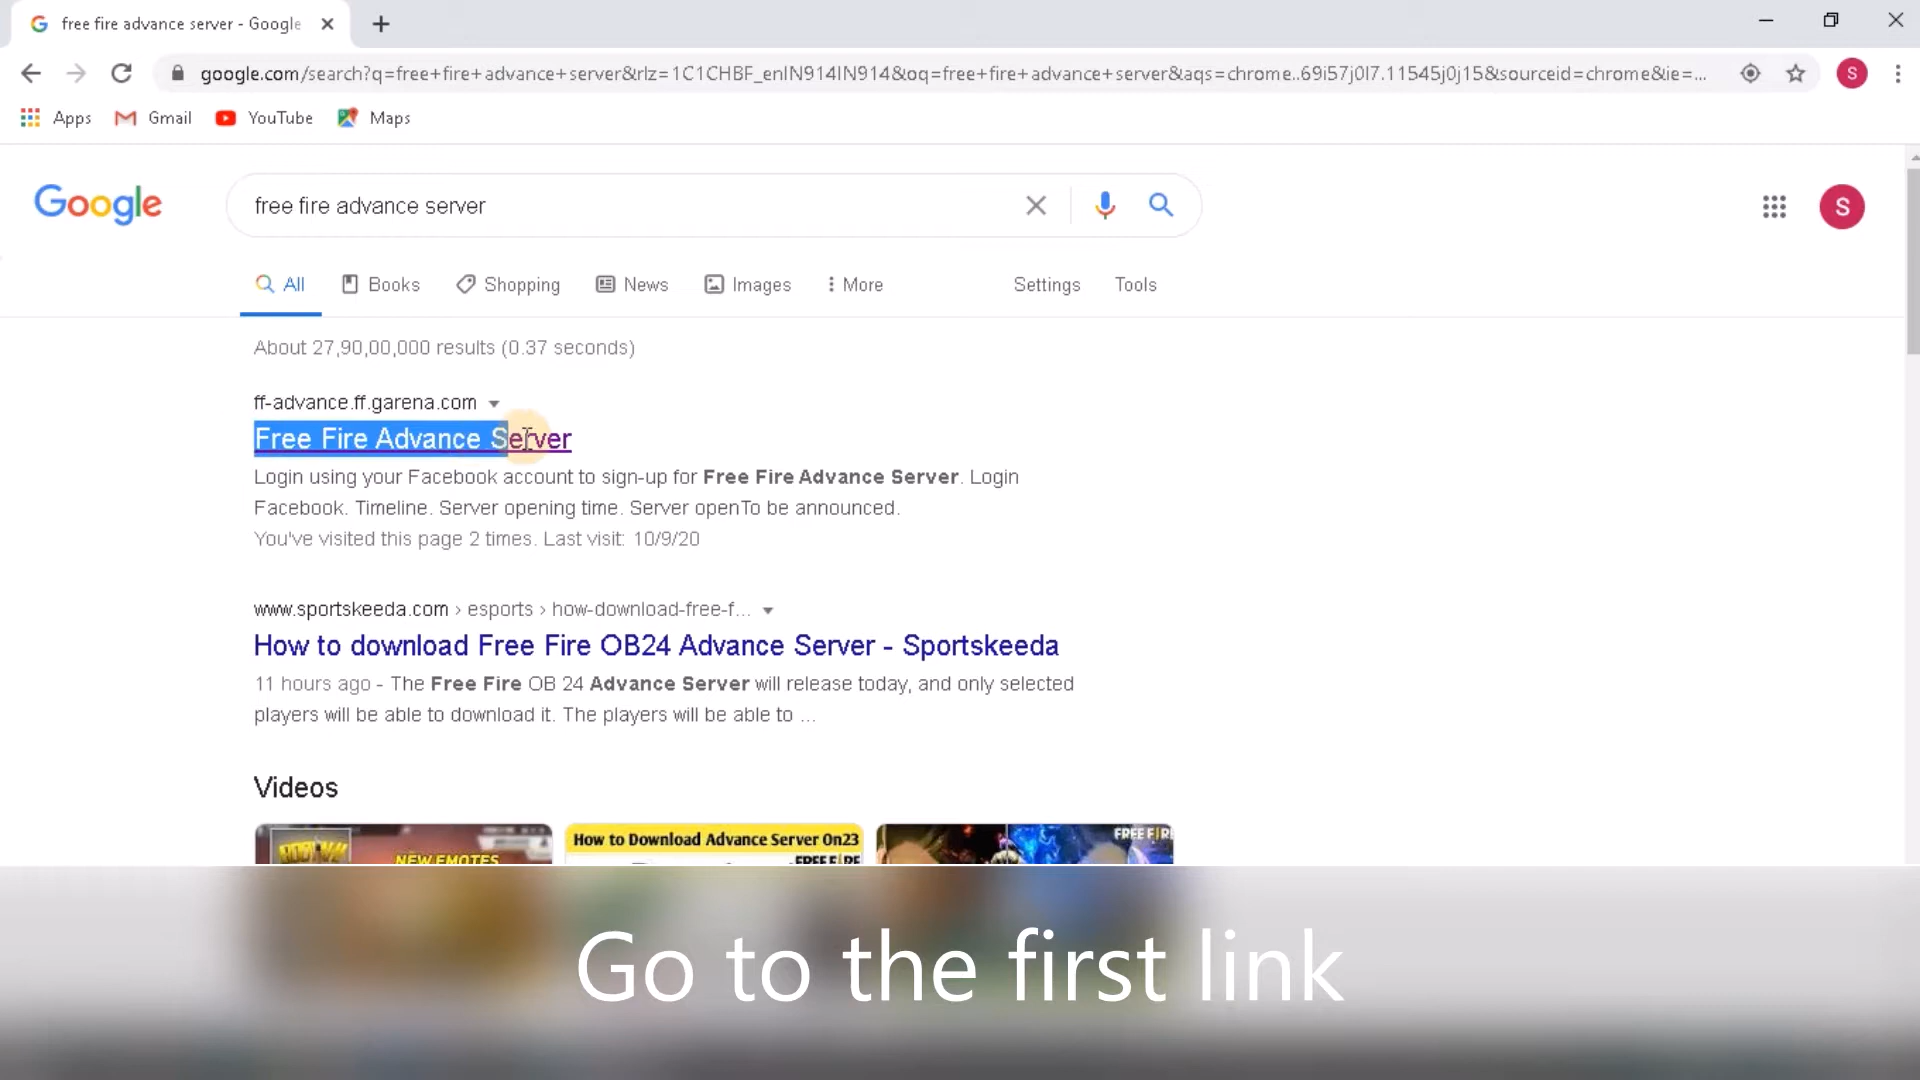 free fire advance server - Google
google.com/search?q=free+fire+advance+server&rlz=1C1CHBF_enIN914IN914&oq=free+fire+advance+server&aqs=chrome..69i57j0l7.11545j0j15&sourceid=chrome&ie=...
S
Apps Gmail YouTube Maps
Google
free fire advance server
S
All Books Shopping News Images More Settings Tools
About 27,90,00,000 results (0.37 seconds)
ff-advance.ff.garena.com
Free Fire Advance Server
Login using your Facebook account to sign-up for Free Fire Advance Server. Login
Facebook. Timeline. Server opening time. Server openTo be announced.
You've visited this page 2 times. Last visit: 10/9/20
www.sportskeeda.com › esports › how-download-free-f...
How to download Free Fire OB24 Advance Server - Sportskeeda
11 hours ago - The Free Fire OB 24 Advance Server will release today, and only selected
players will be able to download it. The players will be able to ...
Videos
NEW EMOTES
How to Download Advance Server On23
FREE FIRE
FREE FIRE
Go to the first link